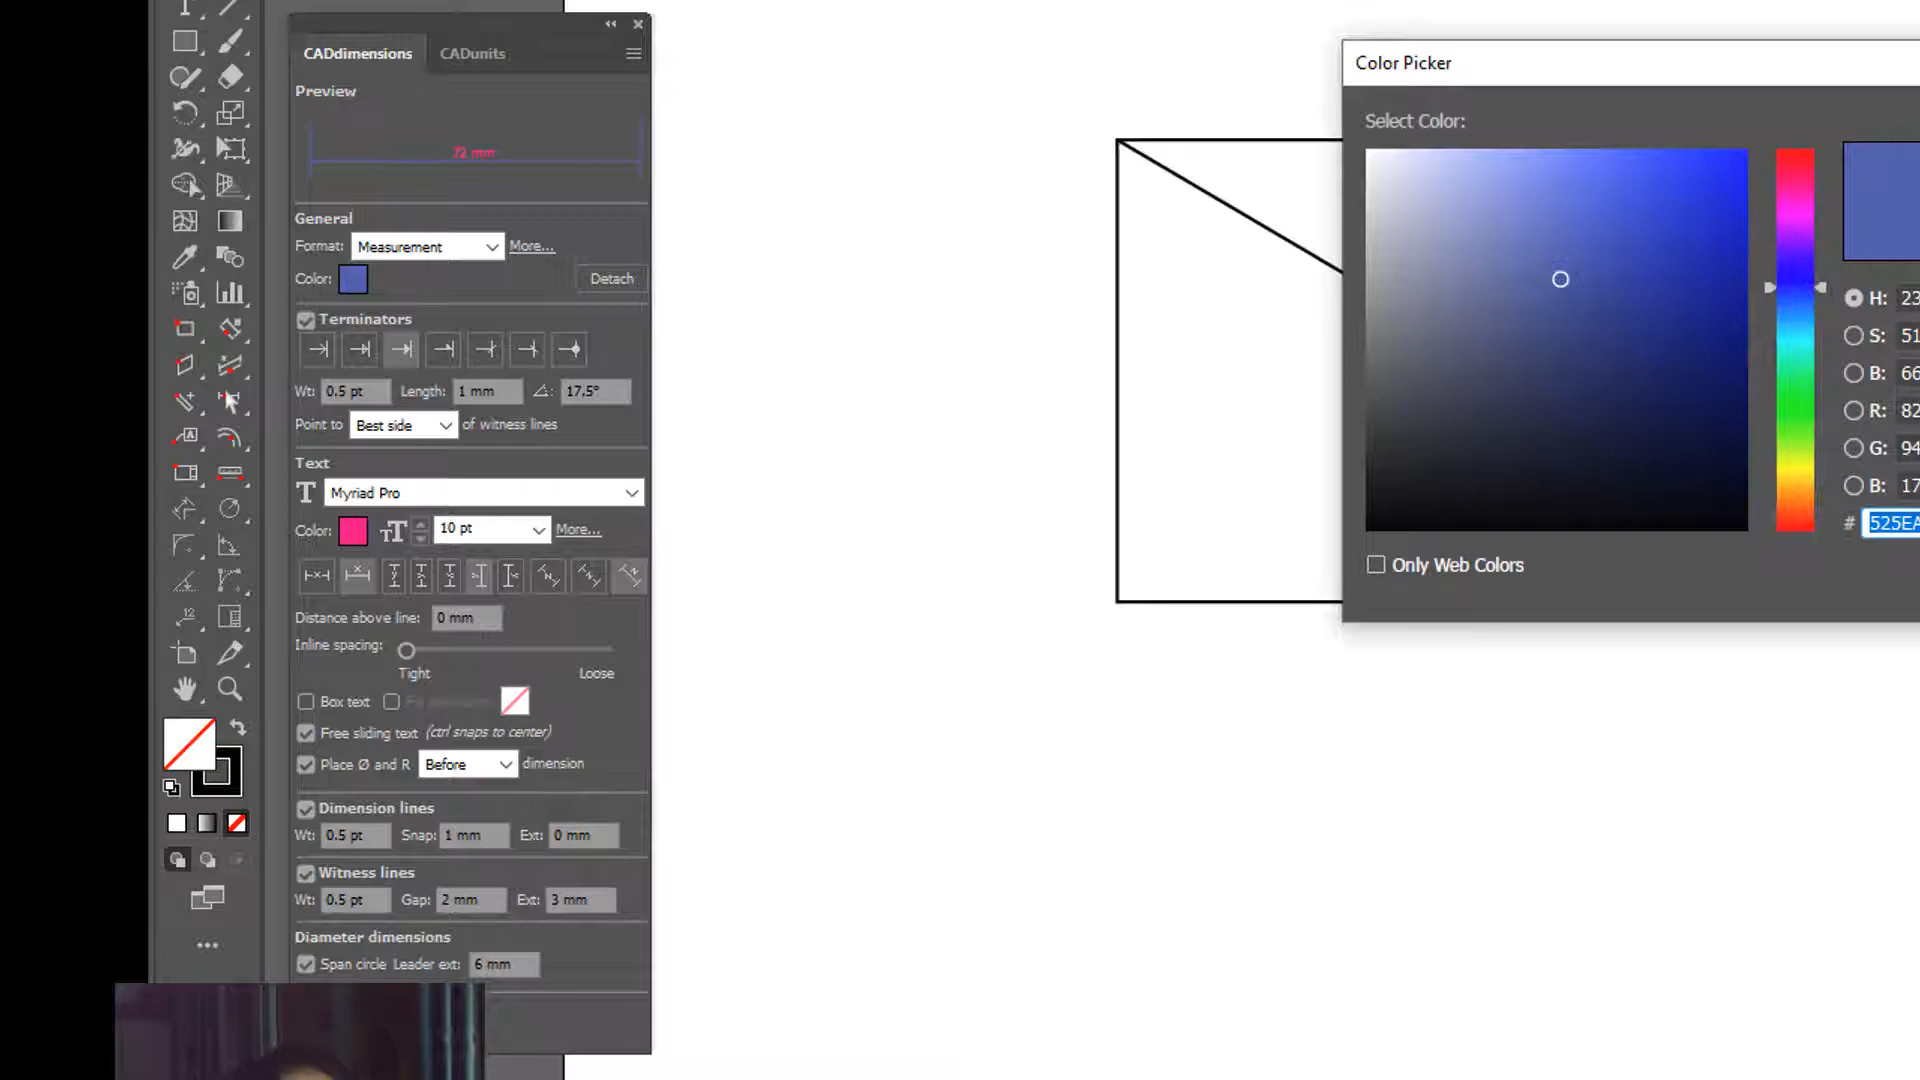 CADdimensions CADunits
Preview
72 mm
General
Format: Measurement More...
Color: Detach
Terminators
Wt: 0.5 pt Length: 1 mm 17.5°
Point to Best side of witness lines
Text
T Myriad Pro
Color: TT 10 pt More...
Distance above line: 0 mm
Inline spacing:
Tight Loose
Box text
Free sliding text (ctrl snaps to center)
Place Ø and R Before dimension
Dimension lines
Wt: 0.5 pt Snap: 1 mm Ext: 0 mm
Witness lines
Wt: 0.5 pt Gap: 2 mm Ext: 3 mm
Diameter dimensions
Span circle Leader ext: 6 mm
Color Picker
Select Color:
H: 23
S: 51
B: 66
R: 82
G: 94
B: 17
# 525EA
Only Web Colors